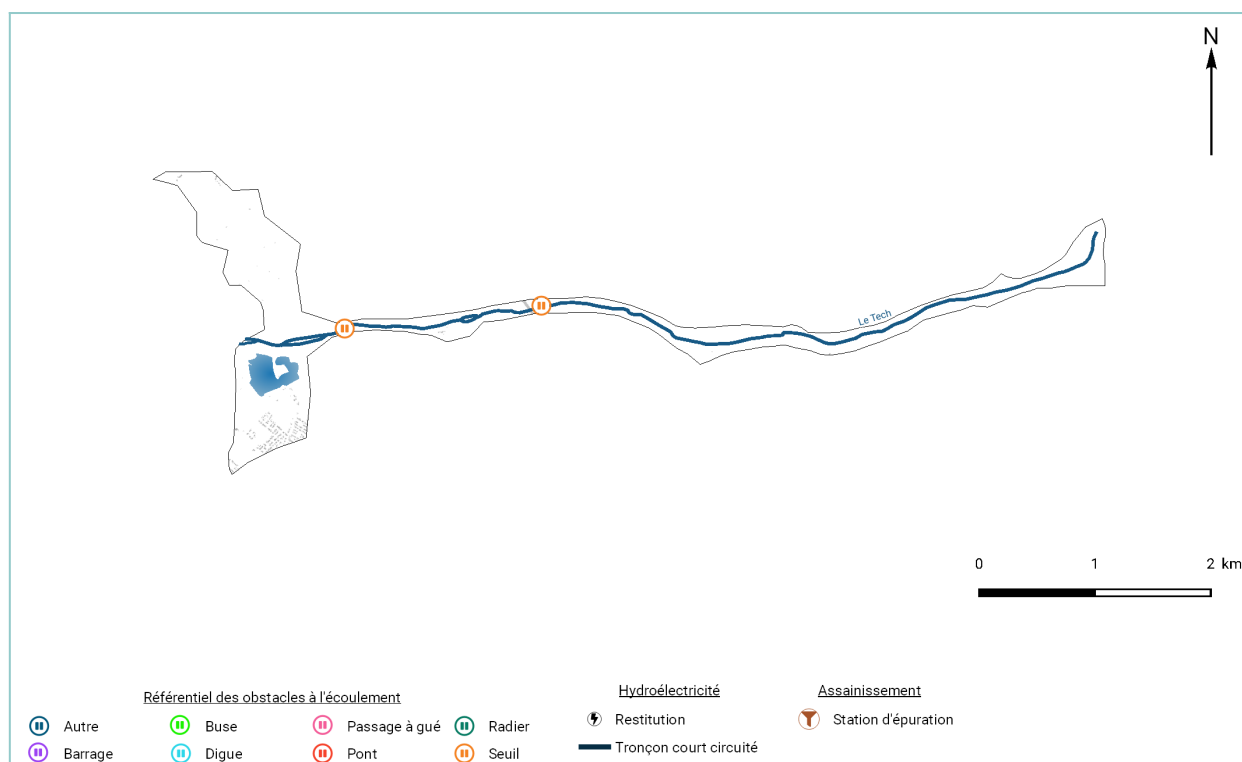 N
Le Tech
0 1 2 km
Référentiel des obstacles à l'écoulement
Autre
Buse
Passage à gué
Radier
Barrage
Digue
Pont
Seuil
Hydroélectricité
Restitution
Tronçon court circuité
Assainissement
Station d'épuration